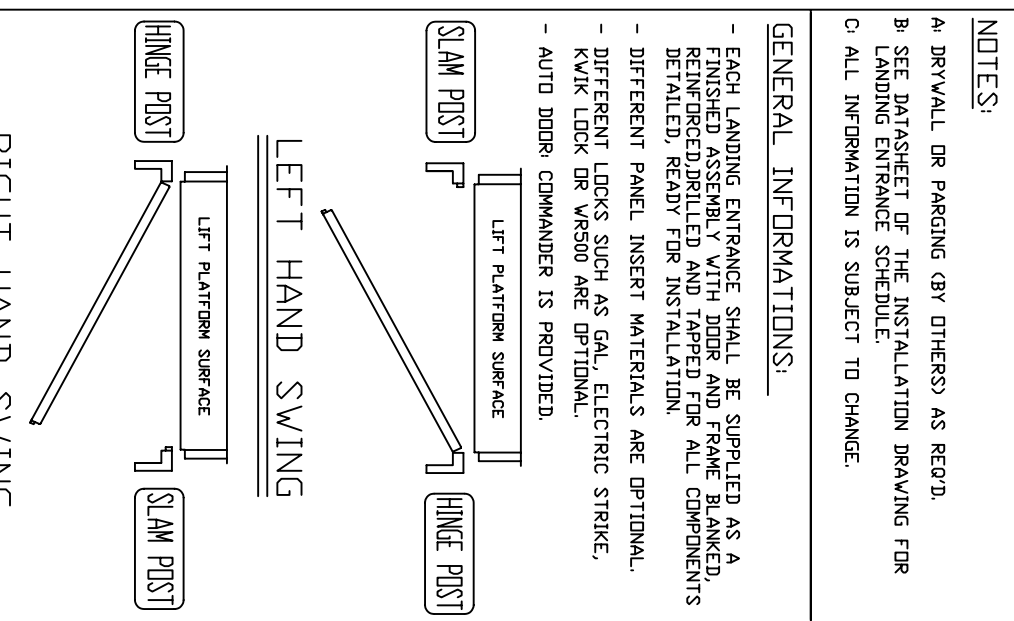 NOTES:
A: DRYWALL OR PARGING (BY OTHERS) AS REQ'D.
B: SEE DATASHEET OF THE INSTALLATION DRAWING FOR
LANDING ENTRANCE SCHEDULE.
C: ALL INFORMATION IS SUBJECT TO CHANGE.
GENERAL INFORMATIONS:
- EACH LANDING ENTRANCE SHALL BE SUPPLIED AS A
FINISHED ASSEMBLY WITH DOOR AND FRAME BLANKED,
REINFORCED,DRILLED AND TAPPED FOR ALL COMPONENTS
DETAILED, READY FOR INSTALLATION.
- DIFFERENT PANEL INSERT MATERIALS ARE OPTIONAL.
- DIFFERENT LOCKS SUCH AS GAL, ELECTRIC STRIKE,
KWIK LOCK OR WR500 ARE OPTIONAL.
- AUTO DOOR: COMMANDER IS PROVIDED.
LIFT PLATFORM SURFACE
SLAM POST
HINGE POST
LEFT HAND SWING
LIFT PLATFORM SURFACE
HINGE POST
SLAM POST
RIGHT HAND SWING